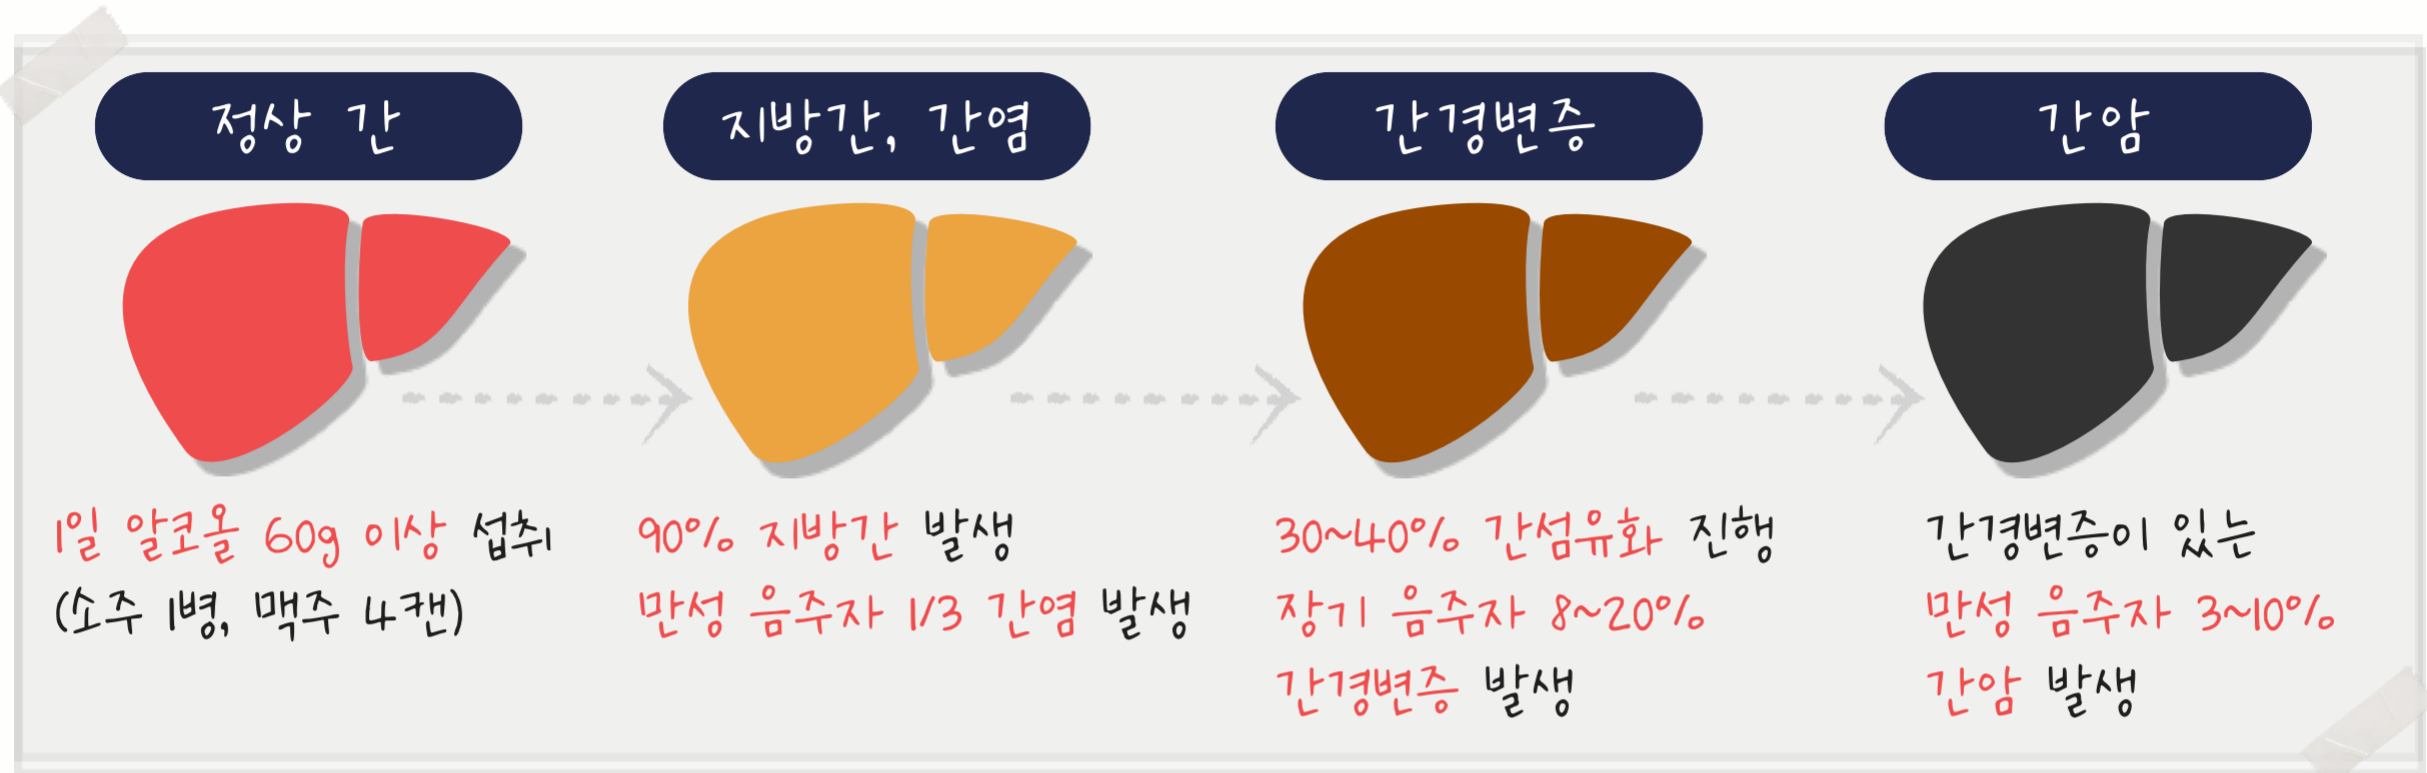 정상 간
1일 알코올 60g 이상 섭취
(소주 1병, 맥주 4캔)
지방간, 간염
90% 지방간 발생
만성 음주자 1/3 간염 발생
간경변증
30~40% 간섬유화 진행
장기 음주자 8~20%
간경변증 발생
간암
간경변증이 있는
만성 음주자 3~10%
간암 발생